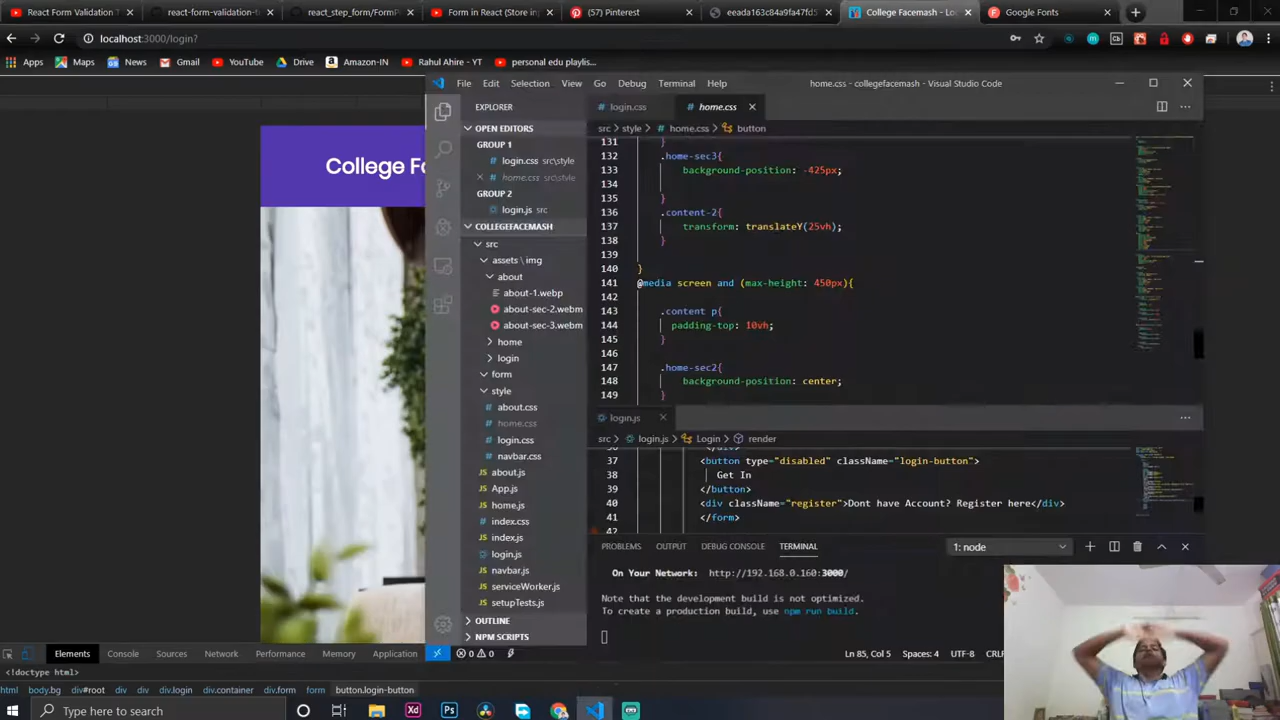 React Form Validation T
react-form-validation-t
react_step_form/FormP
Form in React (Store in
(57) Pinterest
eeada163c84a9fa47fd5
College Facemash - Lo
Google Fonts
localhost:3000/login?
Apps
Maps
News
Gmail
YouTube
Drive
Amazon-IN
Rahul Ahire - YT
personal edu playlis...
File Edit Selection View Go Debug Terminal Help
home.css - collegefacemash - Visual Studio Code
EXPLORER
OPEN EDITORS
GROUP 1
login.css src\style
home.css src\style
GROUP 2
login.js src
COLLEGEFACEMASH
src
assets \ img
about
about-1.webp
about-sec-2.webm
about-sec-3.webm
home
login
form
style
about.css
home.css
login.css
navbar.css
about.js
App.js
home.js
index.css
index.js
login.js
navbar.js
serviceWorker.js
setupTests.js
OUTLINE
NPM SCRIPTS
login.css
home.css
src > style > home.css > button
131 }
132 .home-sec3{
133 background-position: -425px;
134
135 }
136 .content-2{
137 transform: translateY(25vh);
138 }
139
140 }
141 @media screen and (max-height: 450px){
142
143 .content p{
144 padding-top: 10vh;
145 }
146
147 .home-sec2{
148 background-position: center;
149 }
login.js
src > login.js > Login > render
37 <button type="disabled" className="login-button">
38 Get In
39 </button>
40 <div className="register">Dont have Account? Register here</div>
41 </form>
42
PROBLEMS OUTPUT DEBUG CONSOLE TERMINAL
1: node
On Your Network: http://192.168.0.160:3000/
Note that the development build is not optimized.
To create a production build, use npm run build.
0 0
Ln 85, Col 5 Spaces: 4 UTF-8
College Fa
Elements Console Sources Network Performance Memory Application
<!doctype html>
html body.bg div#root div div.login div.container div.form form button.login-button
Type here to search